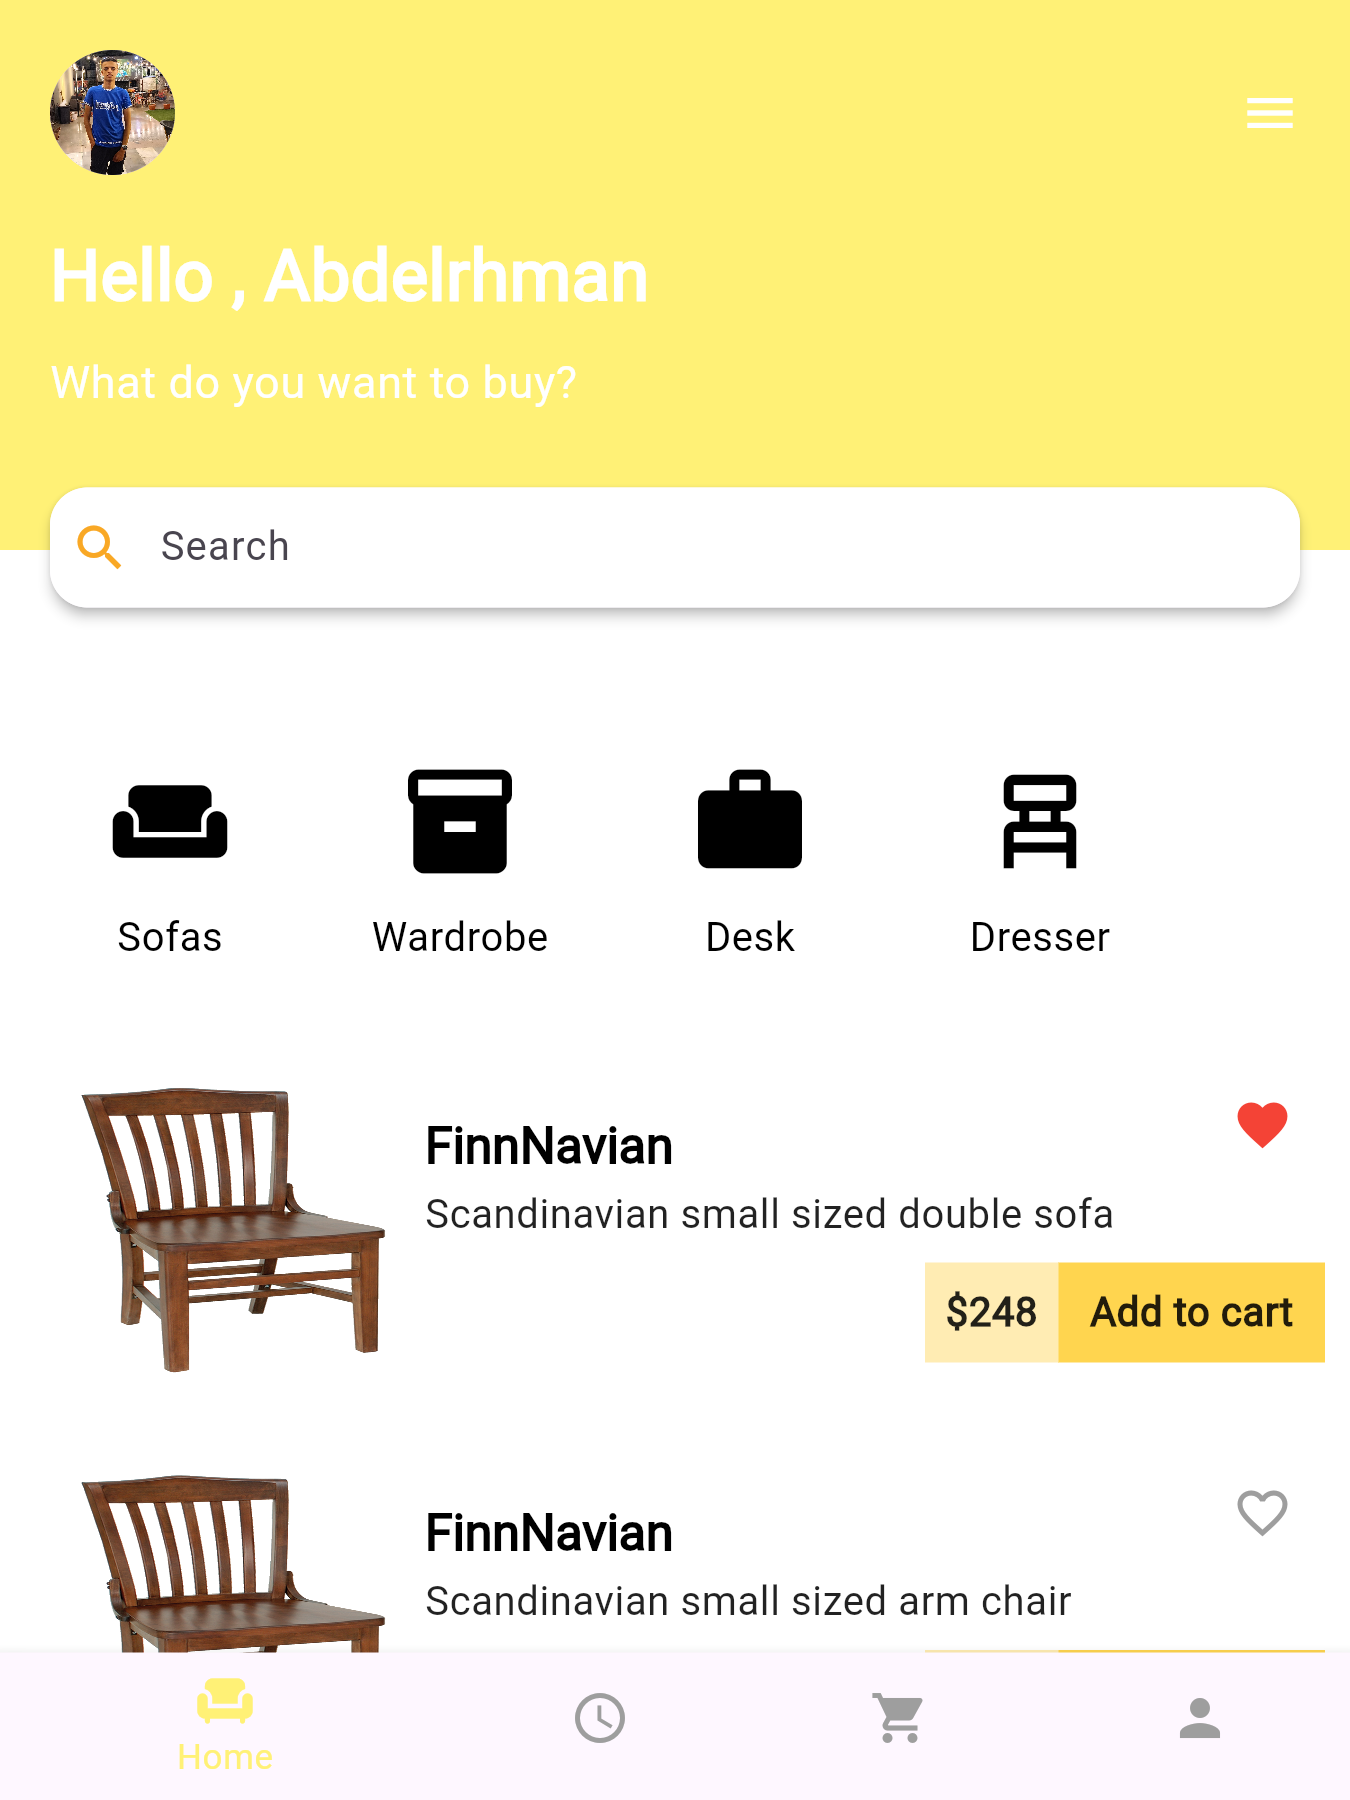 Hello , Abdelrhman
What do you want to buy?
Search
Sofas
Wardrobe
Desk
Dresser
FinnNavian
Scandinavian small sized double sofa
$248
Add to cart
FinnNavian
Scandinavian small sized arm chair
Home